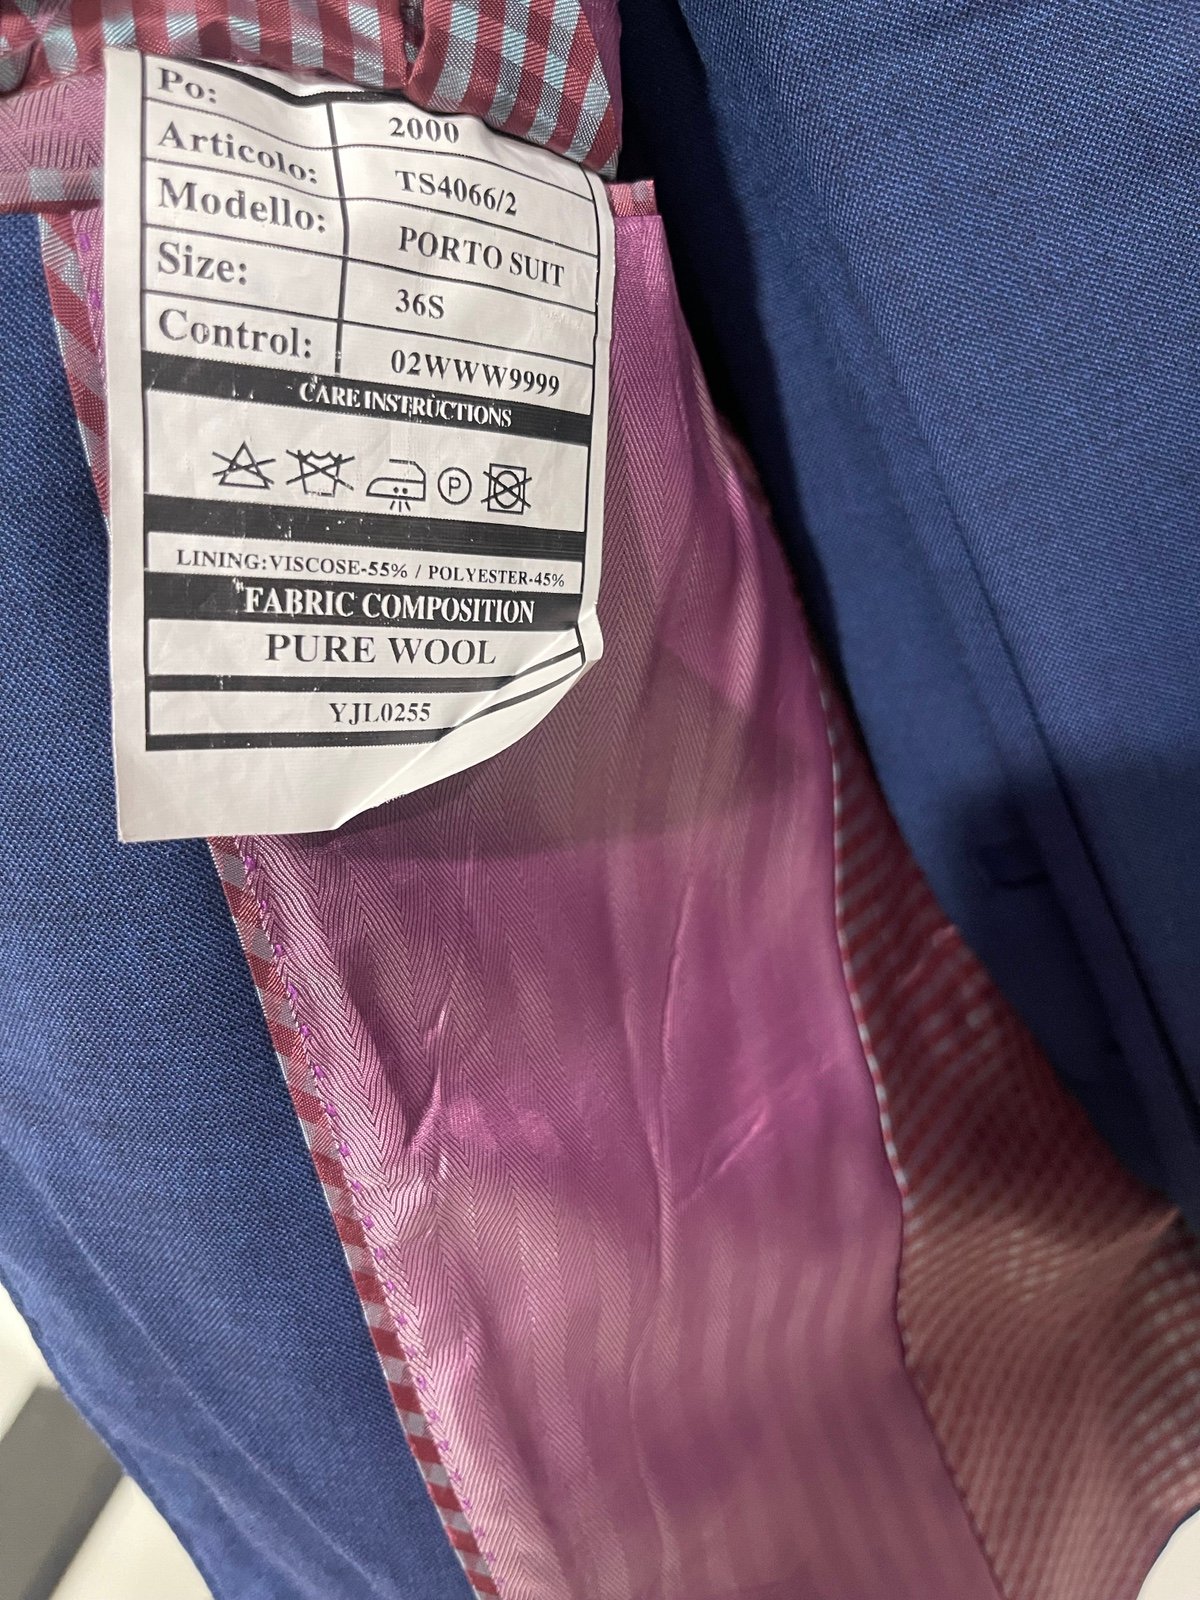 Po: 2000
Articolo: TS4066/2
Modello: PORTO SUIT
Size: 36S
Control: 02WWW9999
CARE INSTRUCTIONS
P
LINING:VISCOSE-55% / POLYESTER-45%
FABRIC COMPOSITION
PURE WOOL
YJL0255